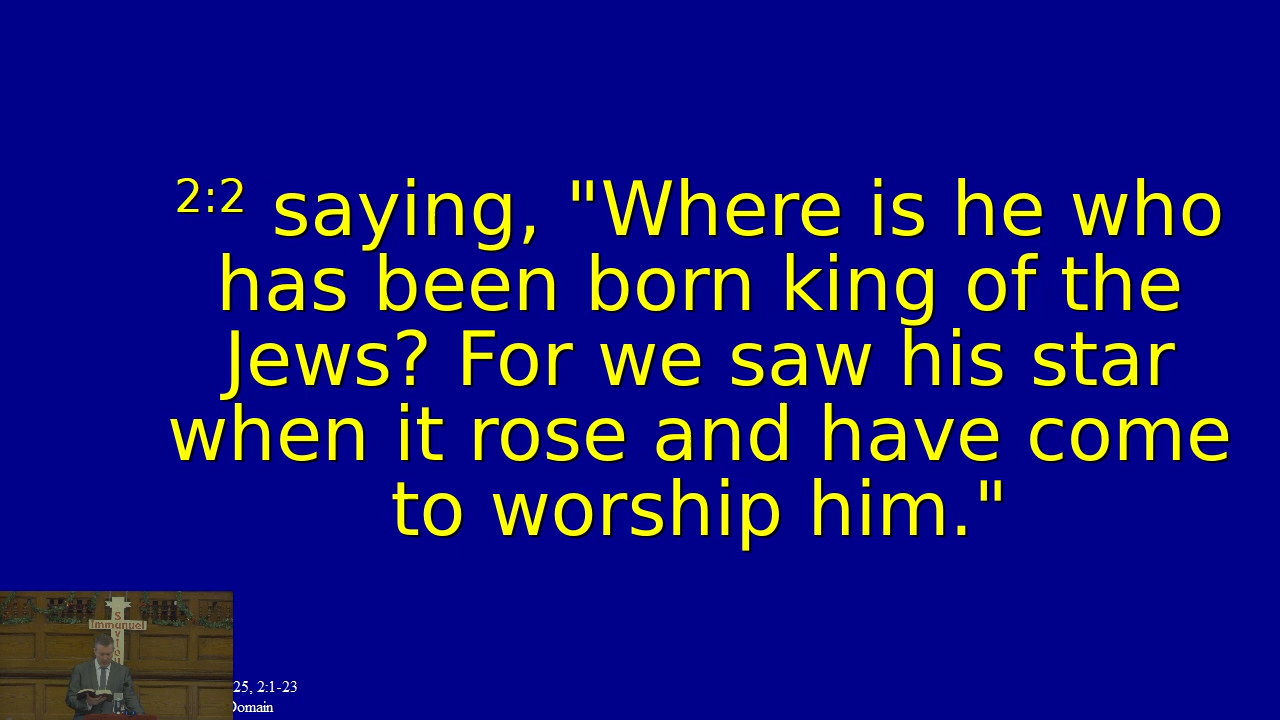 2:2 saying, "Where is he who
has been born king of the
Jews? For we saw his star
when it rose and have come
to worship him."
Immanuel
Saviour
25, 2:1-23
Domain